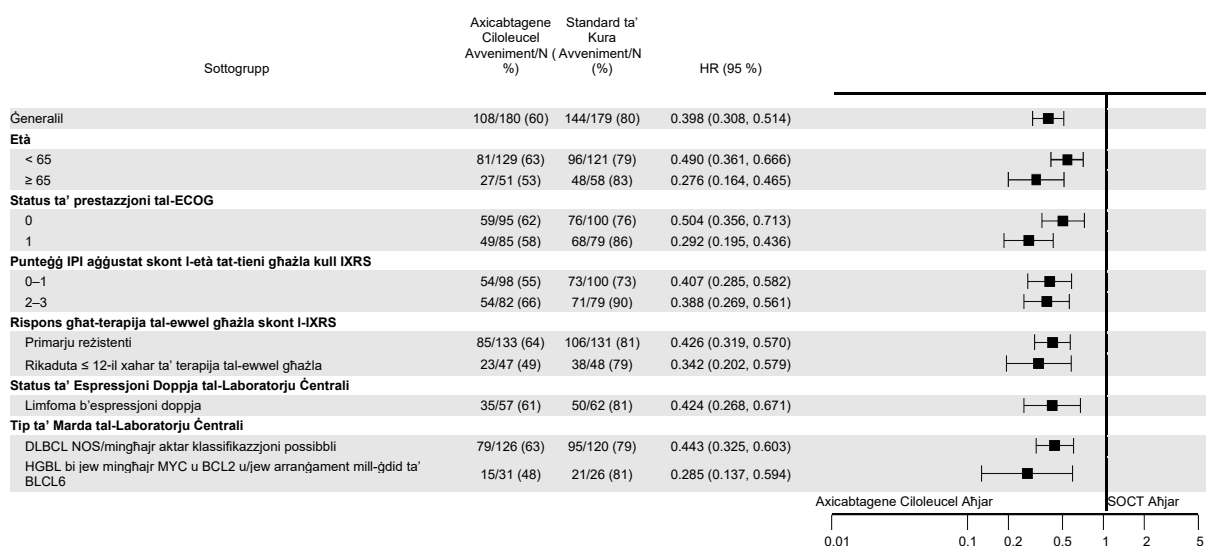 Sottogrupp
Axicabtagene
Ciloleucel
Avveniment/N (
%)
Standard ta’
Kura
Avveniment/N
(%)
HR (95 %)
Ġeneralil 108/180 (60) 144/179 (80) 0.398 (0.308, 0.514)
Età
< 65 81/129 (63) 96/121 (79) 0.490 (0.361, 0.666)
≥ 65 27/51 (53) 48/58 (83) 0.276 (0.164, 0.465)
Status ta’ prestazzjoni tal-ECOG
0 59/95 (62) 76/100 (76) 0.504 (0.356, 0.713)
1 49/85 (58) 68/79 (86) 0.292 (0.195, 0.436)
Punteġġ IPI aġġustat skont l-età tat-tieni għażla kull IXRS
0–1 54/98 (55) 73/100 (73) 0.407 (0.285, 0.582)
2–3 54/82 (66) 71/79 (90) 0.388 (0.269, 0.561)
Rispons għat-terapija tal-ewwel għażla skont l-IXRS
Primarju reżistenti 85/133 (64) 106/131 (81) 0.426 (0.319, 0.570)
Rikaduta ≤ 12-il xahar ta’ terapija tal-ewwel għażla 23/47 (49) 38/48 (79) 0.342 (0.202, 0.579)
Status ta’ Espressjoni Doppja tal-Laboratorju Ċentrali
Limfoma b’espressjoni doppja 35/57 (61) 50/62 (81) 0.424 (0.268, 0.671)
Tip ta’ Marda tal-Laboratorju Ċentrali
DLBCL NOS/mingħajr aktar klassifikazzjoni possibbli 79/126 (63) 95/120 (79) 0.443 (0.325, 0.603)
HGBL bi jew mingħajr MYC u BCL2 u/jew arranġament mill-ġdid ta’
BLCL6 15/31 (48) 21/26 (81) 0.285 (0.137, 0.594)
Axicabtagene Ciloleucel Aħjar SOCT Aħjar
0.01 0.1 0.2 0.5 1 2 5